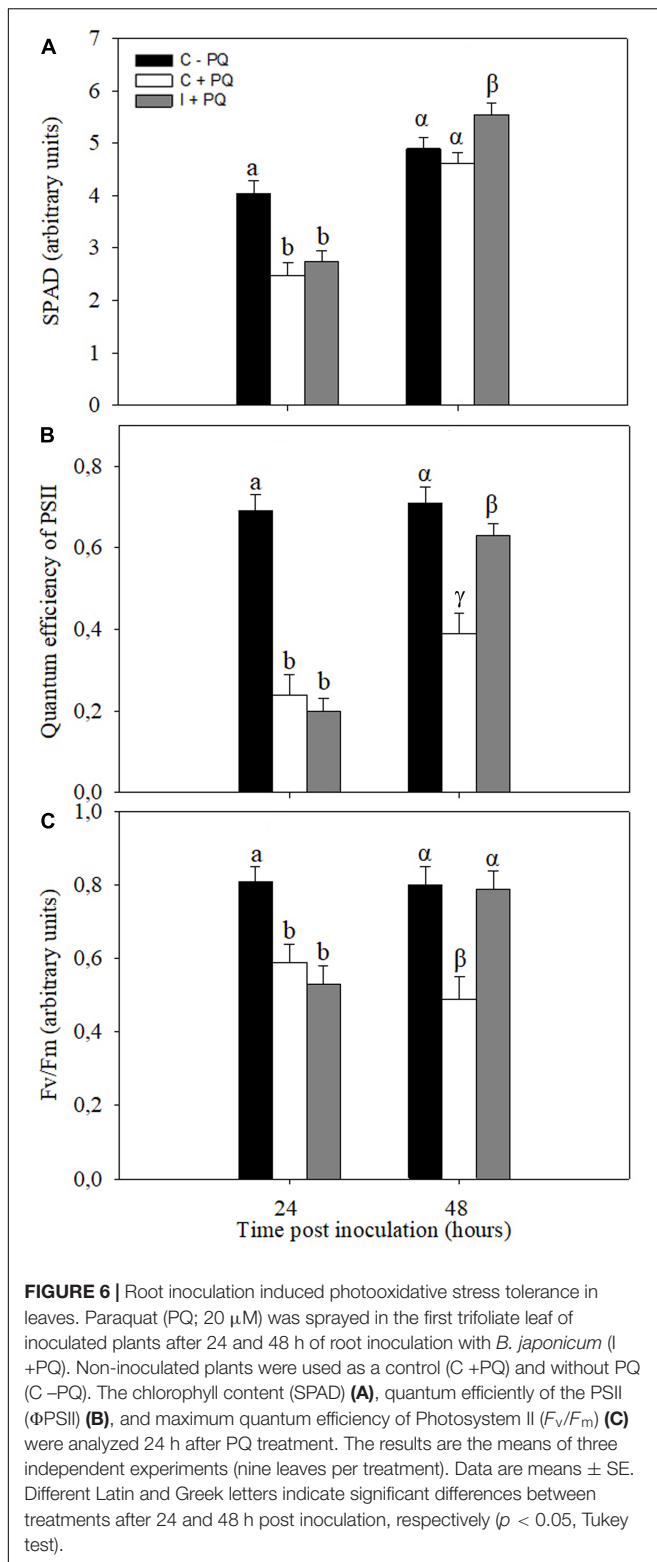 A
7
6
5
4
3
2
1
0
SPAD (arbitrary units)
C - PQ
C + PQ
I + PQ
a
b
b
α
α
β
B
0,8
0,6
0,4
0,2
0,0
Quantum efficiency of PSII
a
b
b
α
γ
β
C
1,0
0,8
0,6
0,4
0,2
0,0
Fv/Fm (arbitrary units)
a
b
b
α
β
α
24
48
Time post inoculation (hours)
FIGURE 6 | Root inoculation induced photooxidative stress tolerance in
leaves. Paraquat (PQ; 20 μM) was sprayed in the first trifoliate leaf of
inoculated plants after 24 and 48 h of root inoculation with B. japonicum (I
+PQ). Non-inoculated plants were used as a control (C +PQ) and without PQ
(C –PQ). The chlorophyll content (SPAD) (A), quantum efficiently of the PSII
(ΦPSII) (B), and maximum quantum efficiency of Photosystem II (Fv/Fm) (C)
were analyzed 24 h after PQ treatment. The results are the means of three
independent experiments (nine leaves per treatment). Data are means ± SE.
Different Latin and Greek letters indicate significant differences between
treatments after 24 and 48 h post inoculation, respectively (p < 0.05, Tukey
test).